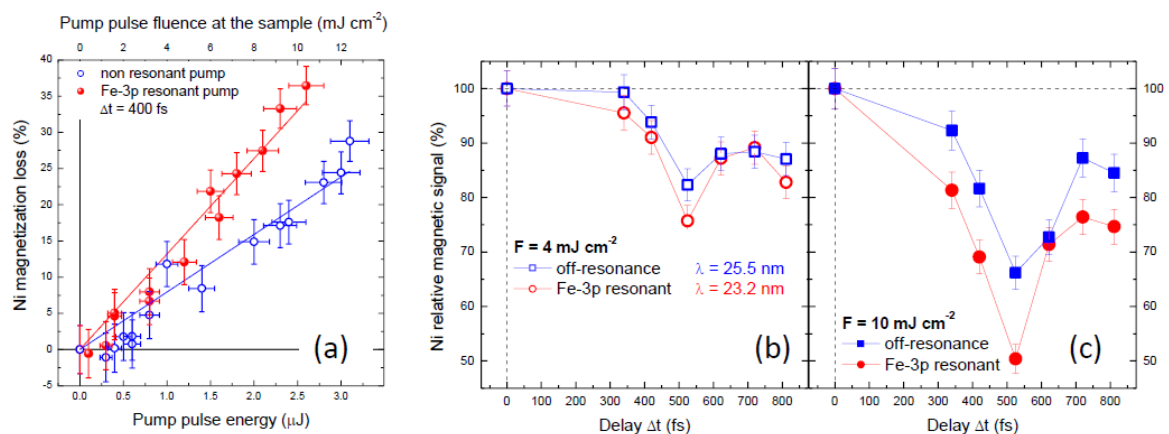 Pump pulse fluence at the sample (mJ cm⁻²)
0 2 4 6 8 10 12
40
35
30
25
20
15
10
5
0
-5
non resonant pump
Fe-3p resonant pump
Δt = 400 fs
(a)
0.0 0.5 1.0 1.5 2.0 2.5 3.0
Pump pulse energy (μJ)
Ni magnetization loss (%)
Ni relative magnetic signal (%)
100
90
80
70
60
50
(b)
F = 4 mJ cm⁻²
off-resonance λ = 25.5 nm
Fe-3p resonant λ = 23.2 nm
0 100 200 300 400 500 600 700 800
Delay Δt (fs)
(c)
F = 10 mJ cm⁻²
off-resonance
Fe-3p resonant
0 100 200 300 400 500 600 700 800
Delay Δt (fs)
100
90
80
70
60
50